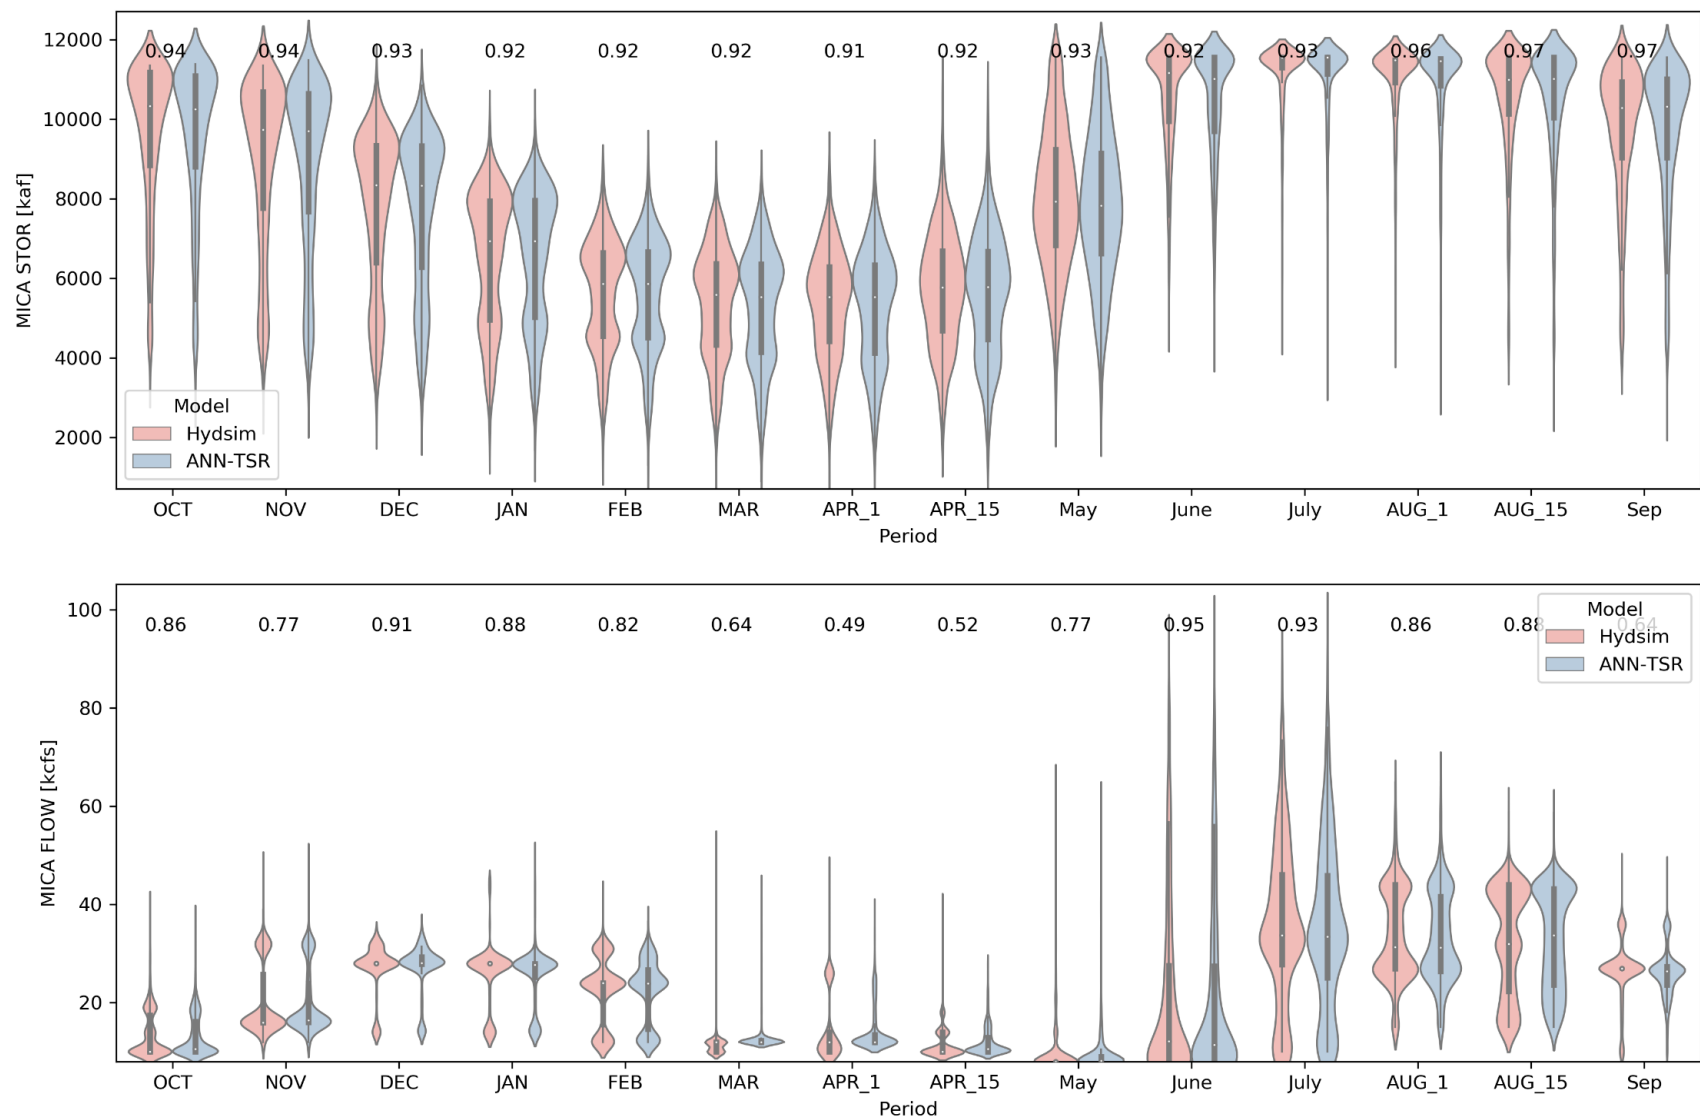 12000
10000
8000
6000
4000
2000
MICA STOR [kaf]
0.94 0.94 0.93 0.92 0.92 0.92 0.91 0.92 0.93 0.92 0.93 0.96 0.97 0.97
Model
Hydsim
ANN-TSR
OCT NOV DEC JAN FEB MAR APR_1 APR_15 May June July AUG_1 AUG_15 Sep
Period
100
80
60
40
20
MICA FLOW [kcfs]
0.86 0.77 0.91 0.88 0.82 0.64 0.49 0.52 0.77 0.95 0.93 0.86 0.88 0.64
Model
Hydsim
ANN-TSR
OCT NOV DEC JAN FEB MAR APR_1 APR_15 May June July AUG_1 AUG_15 Sep
Period